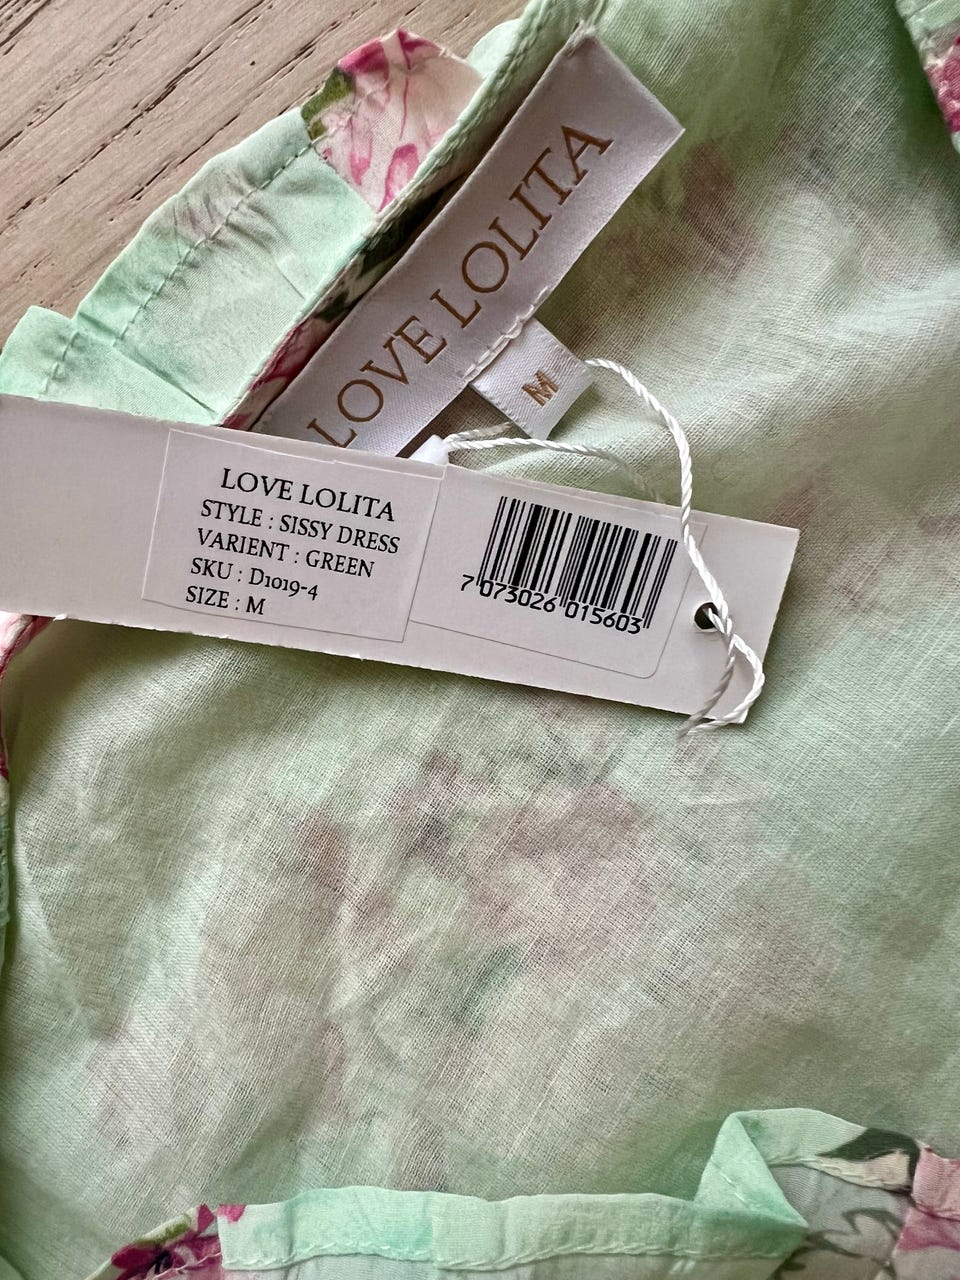 LOVE LOLITA
M
LOVE LOLITA
STYLE : SISSY DRESS
VARIENT : GREEN
SKU : D1019-4
SIZE : M
7 073026 015603